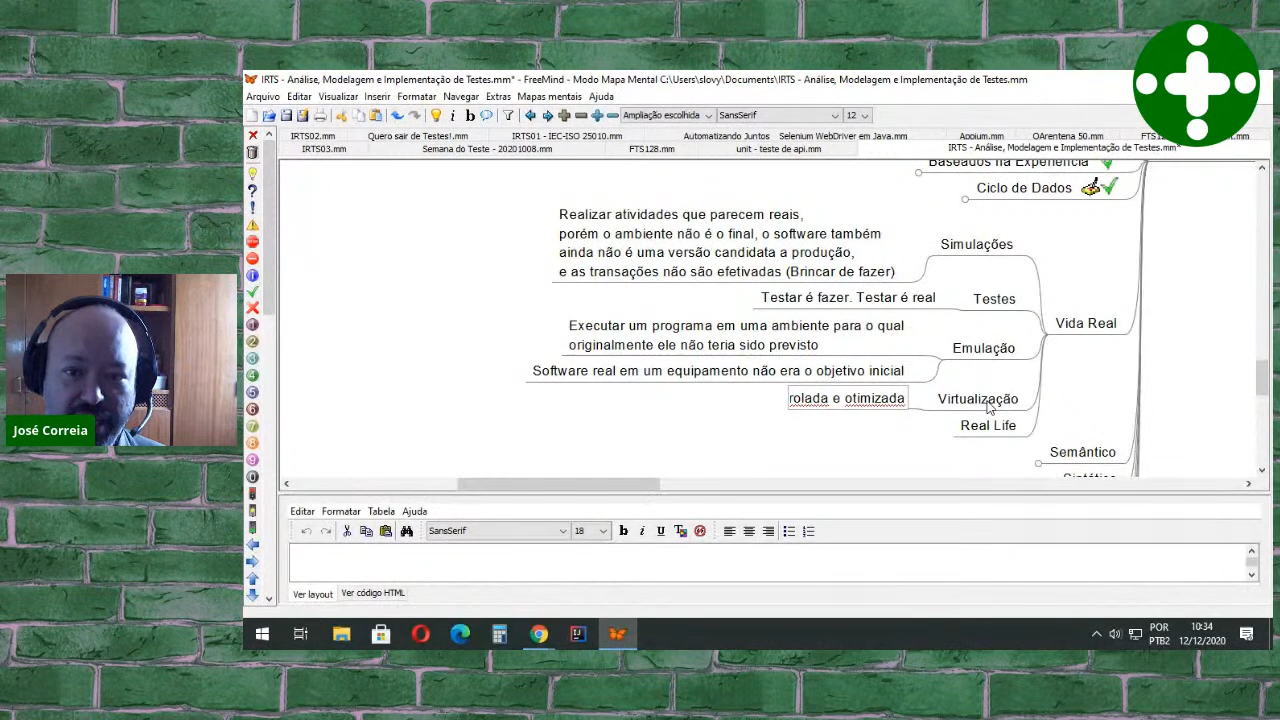 IRTS - Análise, Modelagem e Implementação de Testes.mm* - FreeMind - Modo Mapa Mental C:\Users\slovy\Documents\IRTS - Análise, Modelagem e Implementação de Testes.mm)
Arquivo Editar Visualizar Inserir Formatar Navegar Extras Mapas mentais Ajuda
Ampliação escolhida SansSerif 12
IRTS02.mm Quero sair de Testes!.mm IRTS01 - IEC-ISO 25010.mm Automatizando Juntos Selenium WebDriver em Java.mm Appium.mm OArentena 50.mm
IRTS03.mm Semana do Teste - 20201008.mm FTS128.mm unit - teste de api.mm IRTS - Análise, Modelagem e Implementação de Testes.mm*
Baseados na Experiência
Ciclo de Dados
Realizar atividades que parecem reais,
porém o ambiente não é o final, o software também
ainda não é uma versão candidata a produção,
e as transações não são efetivadas (Brincar de fazer)
Simulações
Testar é fazer. Testar é real
Testes
Executar um programa em uma ambiente para o qual
originalmente ele não teria sido previsto
Vida Real
Emulação
Software real em um equipamento não era o objetivo inicial
rolada e otimizada
Virtualização
Real Life
Semântico
Sintático
José Correia
Editar Formatar Tabela Ajuda
SansSerif 18
Ver layout Ver código HTML
POR
PTB2
10:34
12/12/2020